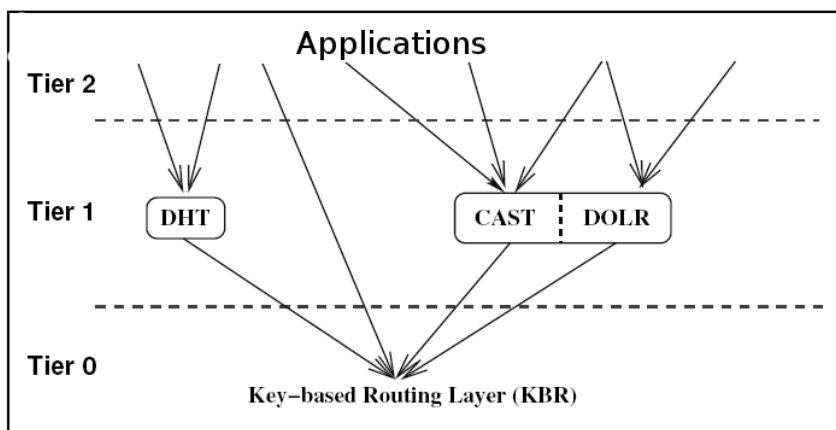 Applications
Tier 2
Tier 1
DHT
CAST
DOLR
Tier 0
Key-based Routing Layer (KBR)